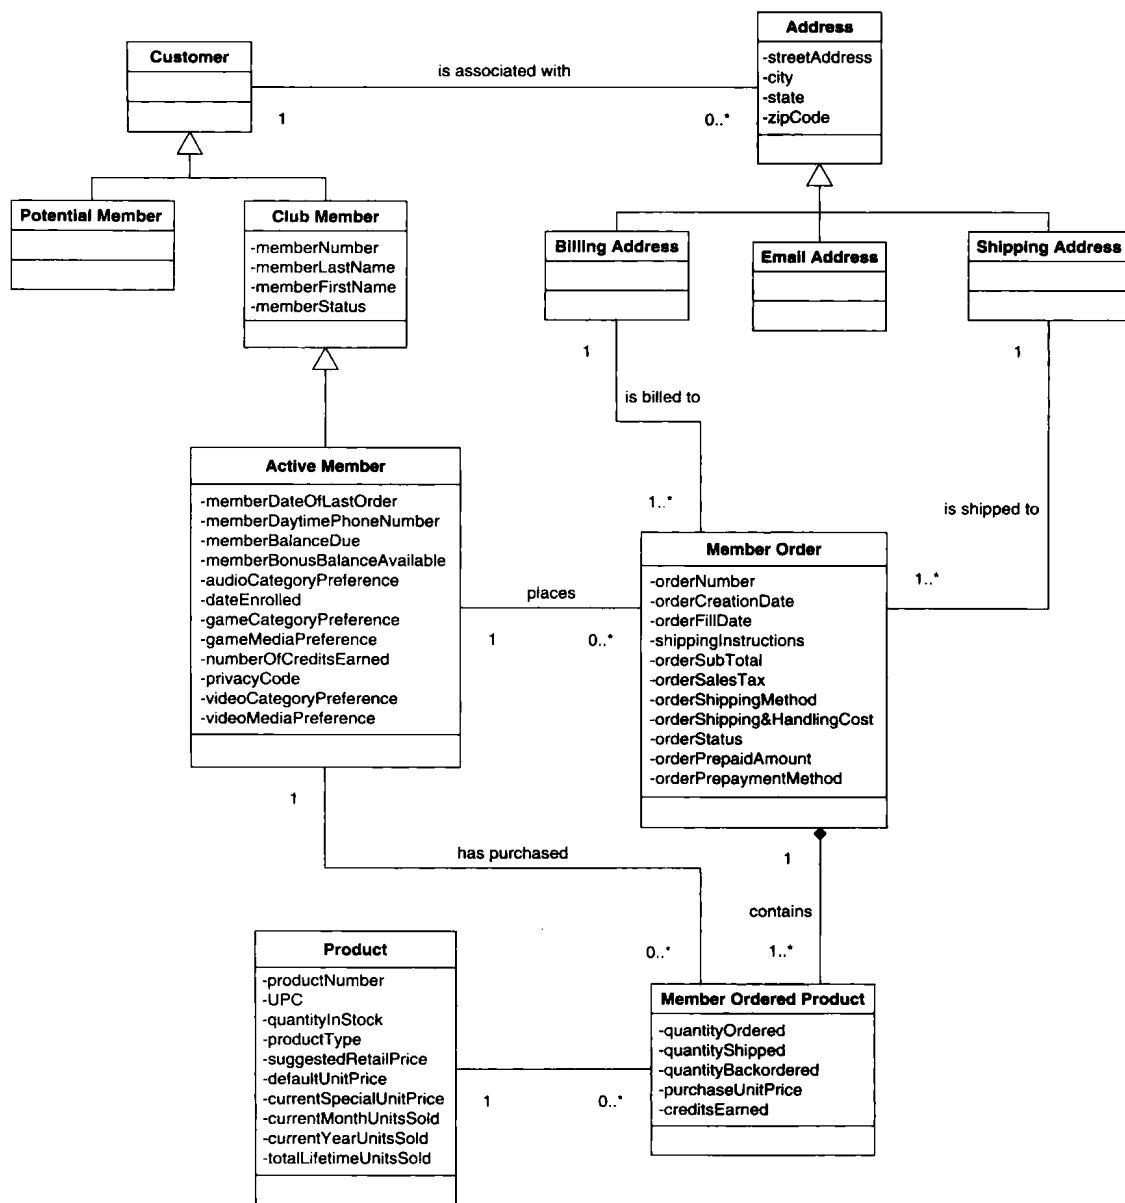 Address
-streetAddress
-city
-state
-zipCode
Customer
is associated with
1
0..*
Potential Member
Club Member
-memberNumber
-memberLastName
-memberFirstName
-memberStatus
Billing Address
Email Address
Shipping Address
1
1
is billed to
is shipped to
1..*
1..*
Active Member
-memberDateOfLastOrder
-memberDaytimePhoneNumber
-memberBalanceDue
-memberBonusBalanceAvailable
-audioCategoryPreference
-dateEnrolled
-gameCategoryPreference
-gameMediaPreference
-numberOfCreditsEarned
-privacyCode
-videoCategoryPreference
-videoMediaPreference
places
1
0..*
Member Order
-orderNumber
-orderCreationDate
-orderFillDate
-shippingInstructions
-orderSubTotal
-orderSalesTax
-orderShippingMethod
-orderShipping&HandlingCost
-orderStatus
-orderPrepaidAmount
-orderPrepaymentMethod
1
has purchased
0..*
1
contains
1..*
Product
-productNumber
-UPC
-quantityInStock
-productType
-suggestedRetailPrice
-defaultUnitPrice
-currentSpecialUnitPrice
-currentMonthUnitsSold
-currentYearUnitsSold
-totalLifetimeUnitsSold
1
0..*
Member Ordered Product
-quantityOrdered
-quantityShipped
-quantityBackordered
-purchaseUnitPrice
-creditsEarned